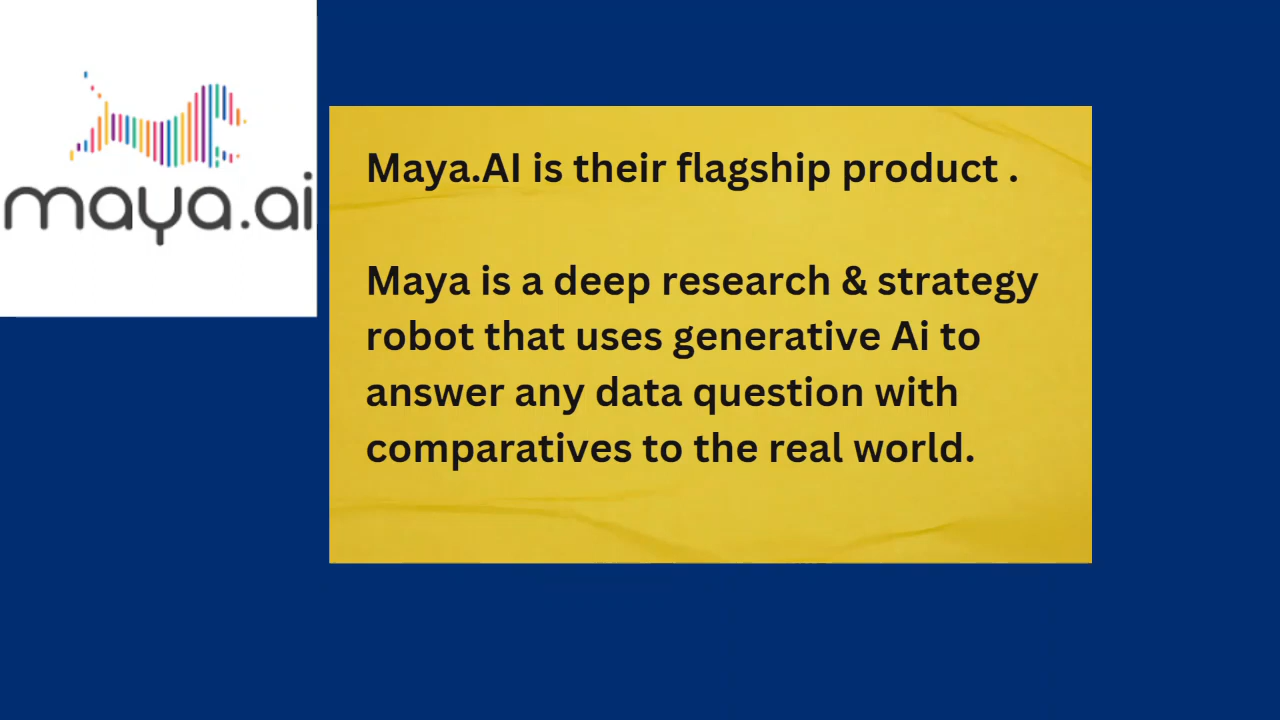 maya.ai
Maya.AI is their flagship product .
Maya is a deep research & strategy
robot that uses generative Ai to
answer any data question with
comparatives to the real world.